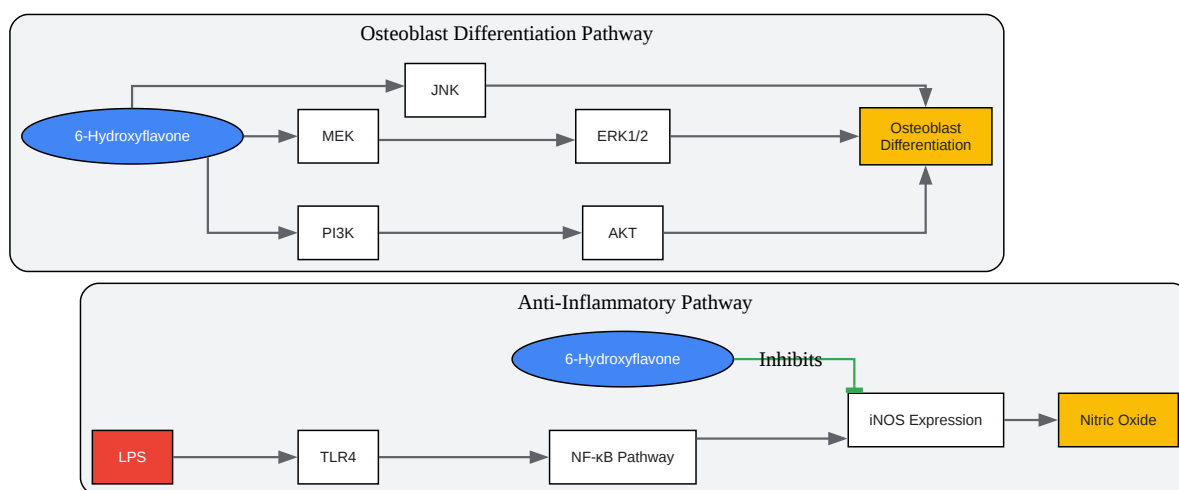 Osteoblast Differentiation Pathway
JNK
6-Hydroxyflavone
MEK
ERK1/2
Osteoblast
Differentiation
PI3K
AKT
Anti-Inflammatory Pathway
6-Hydroxyflavone
Inhibits
iNOS Expression
Nitric Oxide
LPS
TLR4
NF-κB Pathway